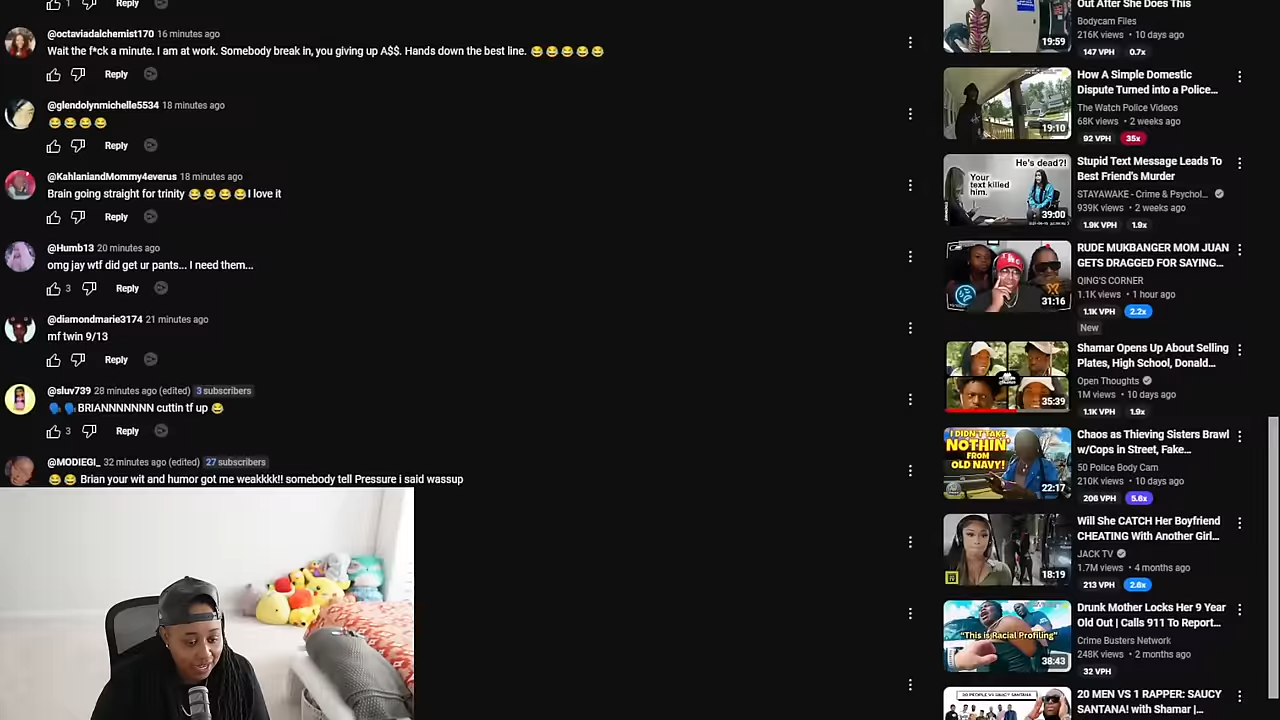 1
Reply
@octaviadalchemist170 16 minutes ago
Wait the f*ck a minute. I am at work. Somebody break in, you giving up A$$. Hands down the best line. 😂😂😂😂😂
Reply
@glendolynmichelle5534 18 minutes ago
😂😂😂😂
Reply
@KahlaniandMommy4everus 18 minutes ago
Brain going straight for trinity 😂😂😂😂I love it
Reply
@Humb13 20 minutes ago
omg jay wtf did get ur pants... I need them...
3 Reply
@diamondmarie3174 21 minutes ago
mf twin 9/13
Reply
@sluv739 28 minutes ago (edited) 3 subscribers
🗣️🗣️BRIANNNNNNN cuttin tf up 😂
3 Reply
@MODIEGI_ 32 minutes ago (edited) 27 subscribers
😂😂 Brian your wit and humor got me weakkkk!! somebody tell Pressure i said wassup
Out After She Does This
Bodycam Files
216K views • 10 days ago
147 VPH 0.7x
19:59
How A Simple Domestic
Dispute Turned into a Police...
The Watch Police Videos
68K views • 2 weeks ago
92 VPH 35x
19:10
He's dead?!
Your
text killed
him.
39:00
Stupid Text Message Leads To
Best Friend's Murder
STAYAWAKE - Crime & Psychol...
939K views • 2 weeks ago
1.9K VPH 1.9x
31:16
RUDE MUKBANGER MOM JUAN
GETS DRAGGED FOR SAYING...
QING'S CORNER
1.1K views • 1 hour ago
1.1K VPH 2.2x
New
35:39
Shamar Opens Up About Selling
Plates, High School, Donald...
Open Thoughts
1M views • 10 days ago
1.1K VPH 1.9x
I DIDN'T TAKE
NOTHIN'
FROM
OLD NAVY!
22:17
Chaos as Thieving Sisters Brawl
w/Cops in Street, Fake...
50 Police Body Cam
210K views • 10 days ago
206 VPH 5.6x
18:19
Will She CATCH Her Boyfriend
CHEATING With Another Girl...
JACK TV
1.7M views • 4 months ago
213 VPH 2.6x
"This is Racial Profiling"
38:43
Drunk Mother Locks Her 9 Year
Old Out | Calls 911 To Report...
Crime Busters Network
248K views • 2 months ago
32 VPH
20 PEOPLE VS SAUCY SANTANA
20 MEN VS 1 RAPPER: SAUCY
SANTANA! with Shamar |...